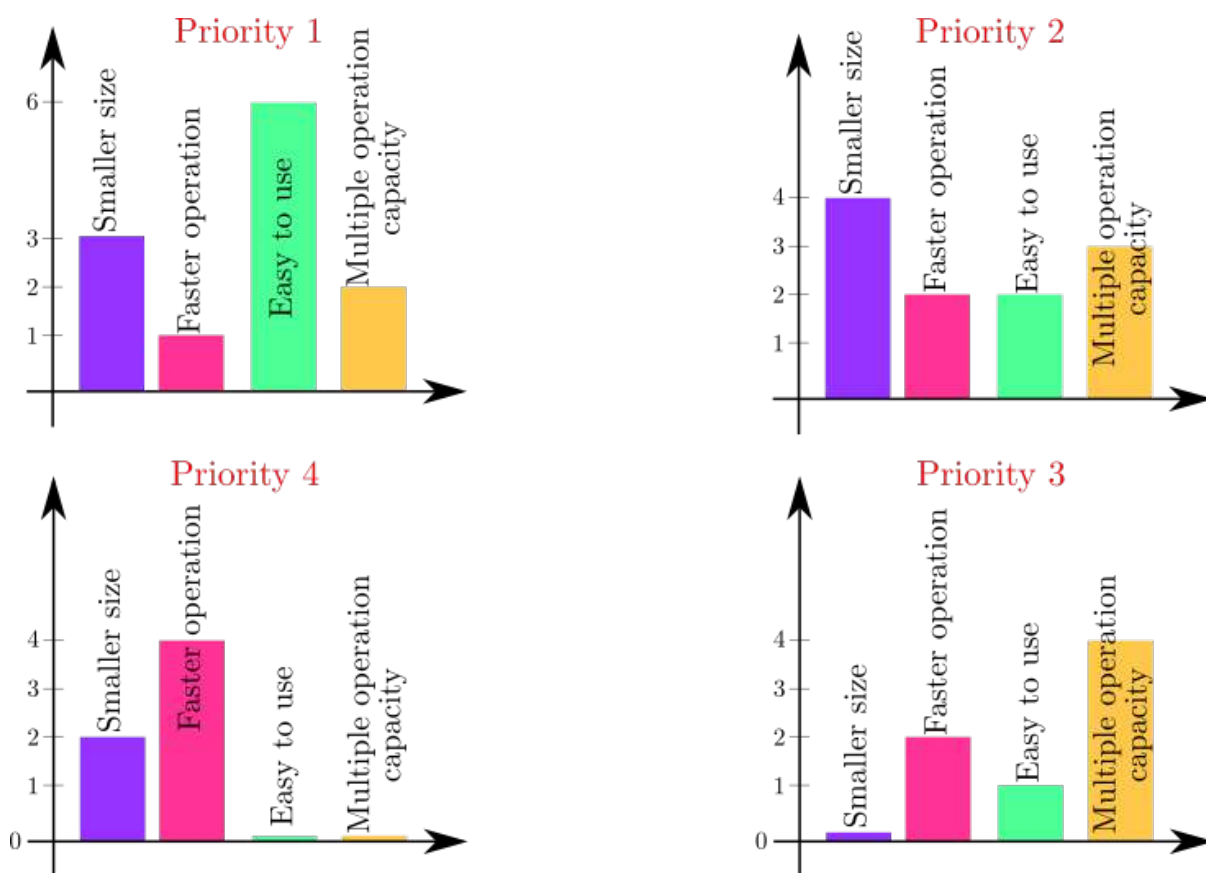 Priority 1
6
3
2
1
Smaller size
Faster operation
Easy to use
Multiple operation
capacity
Priority 2
4
3
2
1
Smaller size
Faster operation
Easy to use
Multiple operation
capacity
Priority 4
4
3
2
1
0
Smaller size
Faster operation
Easy to use
Multiple operation
capacity
Priority 3
4
3
2
1
0
Smaller size
Faster operation
Easy to use
Multiple operation
capacity